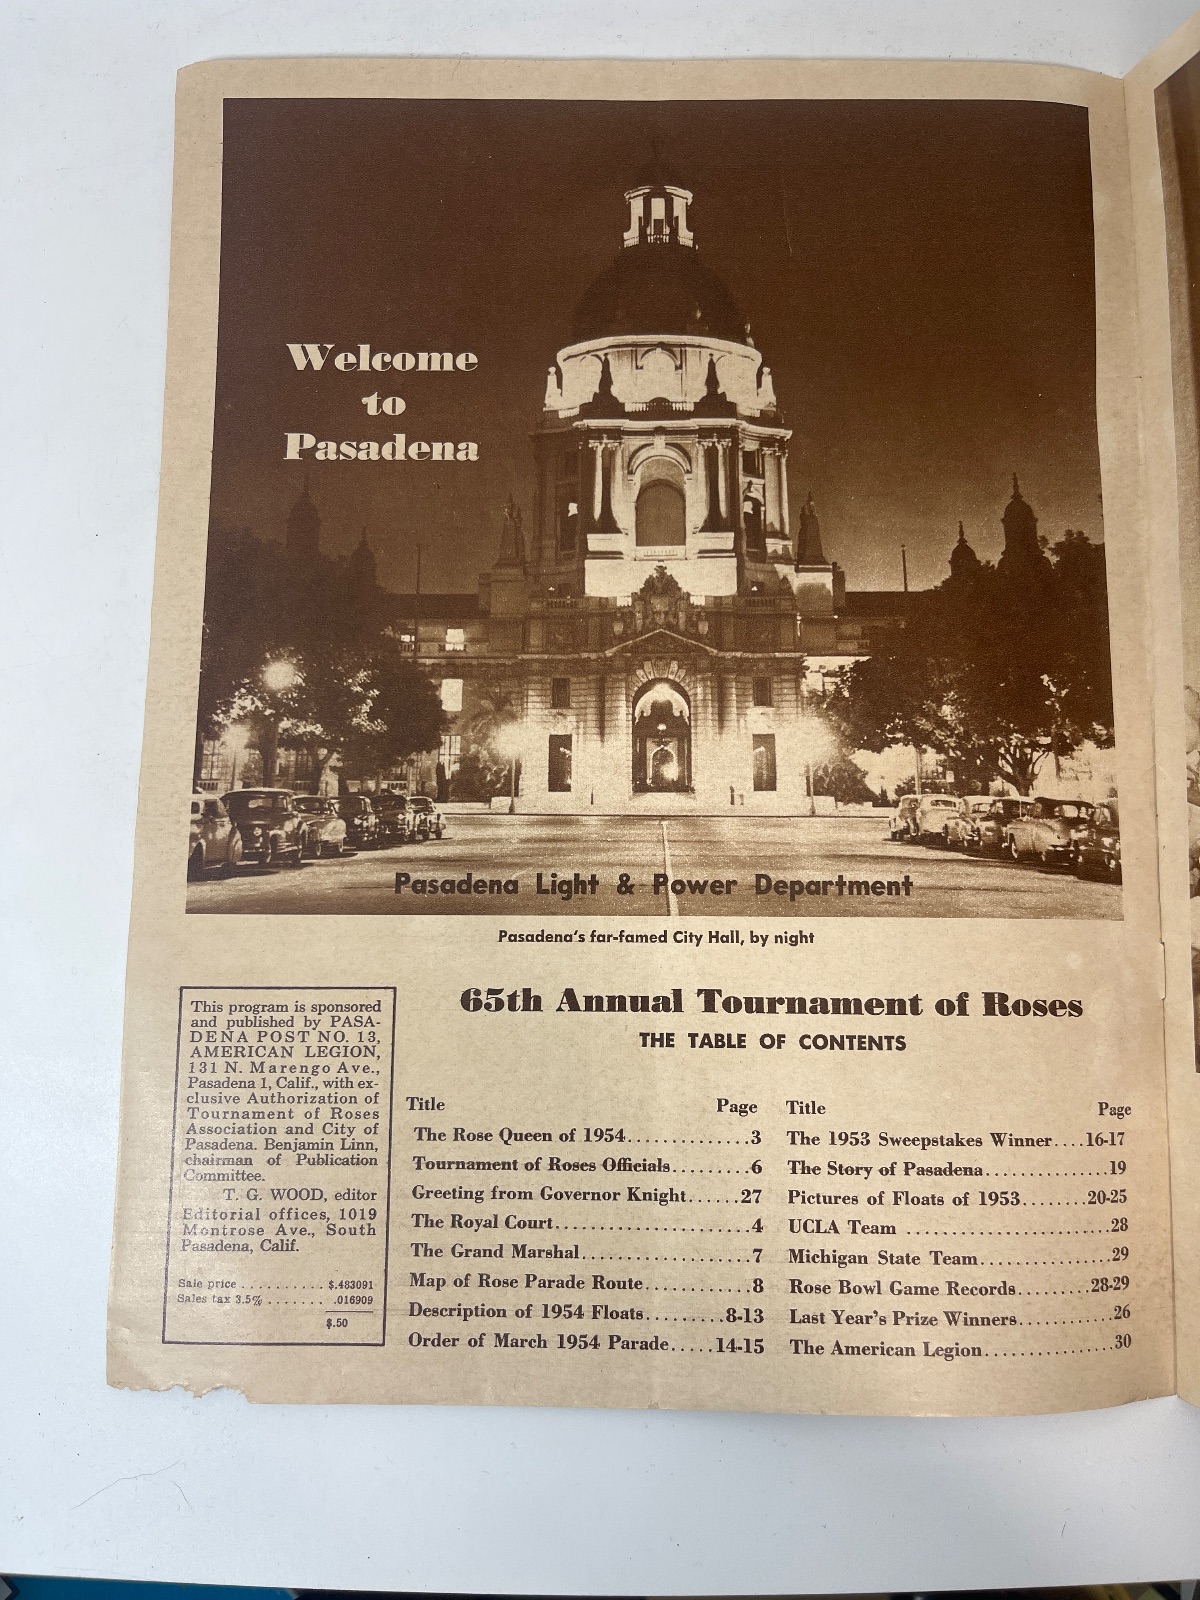 Welcome
to
Pasadena
Pasadena Light & Power Department
Pasadena's far-famed City Hall, by night
This program is sponsored
and published by PASA-
DENA POST NO. 13,
AMERICAN LEGION,
131 N. Marengo Ave.,
Pasadena 1, Calif., with ex-
clusive Authorization of
Tournament of Roses
Association and City of
Pasadena. Benjamin Linn,
chairman of Publication
Committee.
T. G. WOOD, editor
Editorial offices, 1019
Montrose Ave., South
Pasadena, Calif.
Sale price .......... $.483091
Sales tax 3.5% ....... .016909
$.50
65th Annual Tournament of Roses
THE TABLE OF CONTENTS
Title Page
The Rose Queen of 1954..............3
Tournament of Roses Officials.........6
Greeting from Governor Knight......27
The Royal Court.....................4
The Grand Marshal..................7
Map of Rose Parade Route...........8
Description of 1954 Floats.........8-13
Order of March 1954 Parade.....14-15
Title Page
The 1953 Sweepstakes Winner....16-17
The Story of Pasadena...............19
Pictures of Floats of 1953........20-25
UCLA Team .........................28
Michigan State Team................29
Rose Bowl Game Records.........28-29
Last Year's Prize Winners............26
The American Legion................30